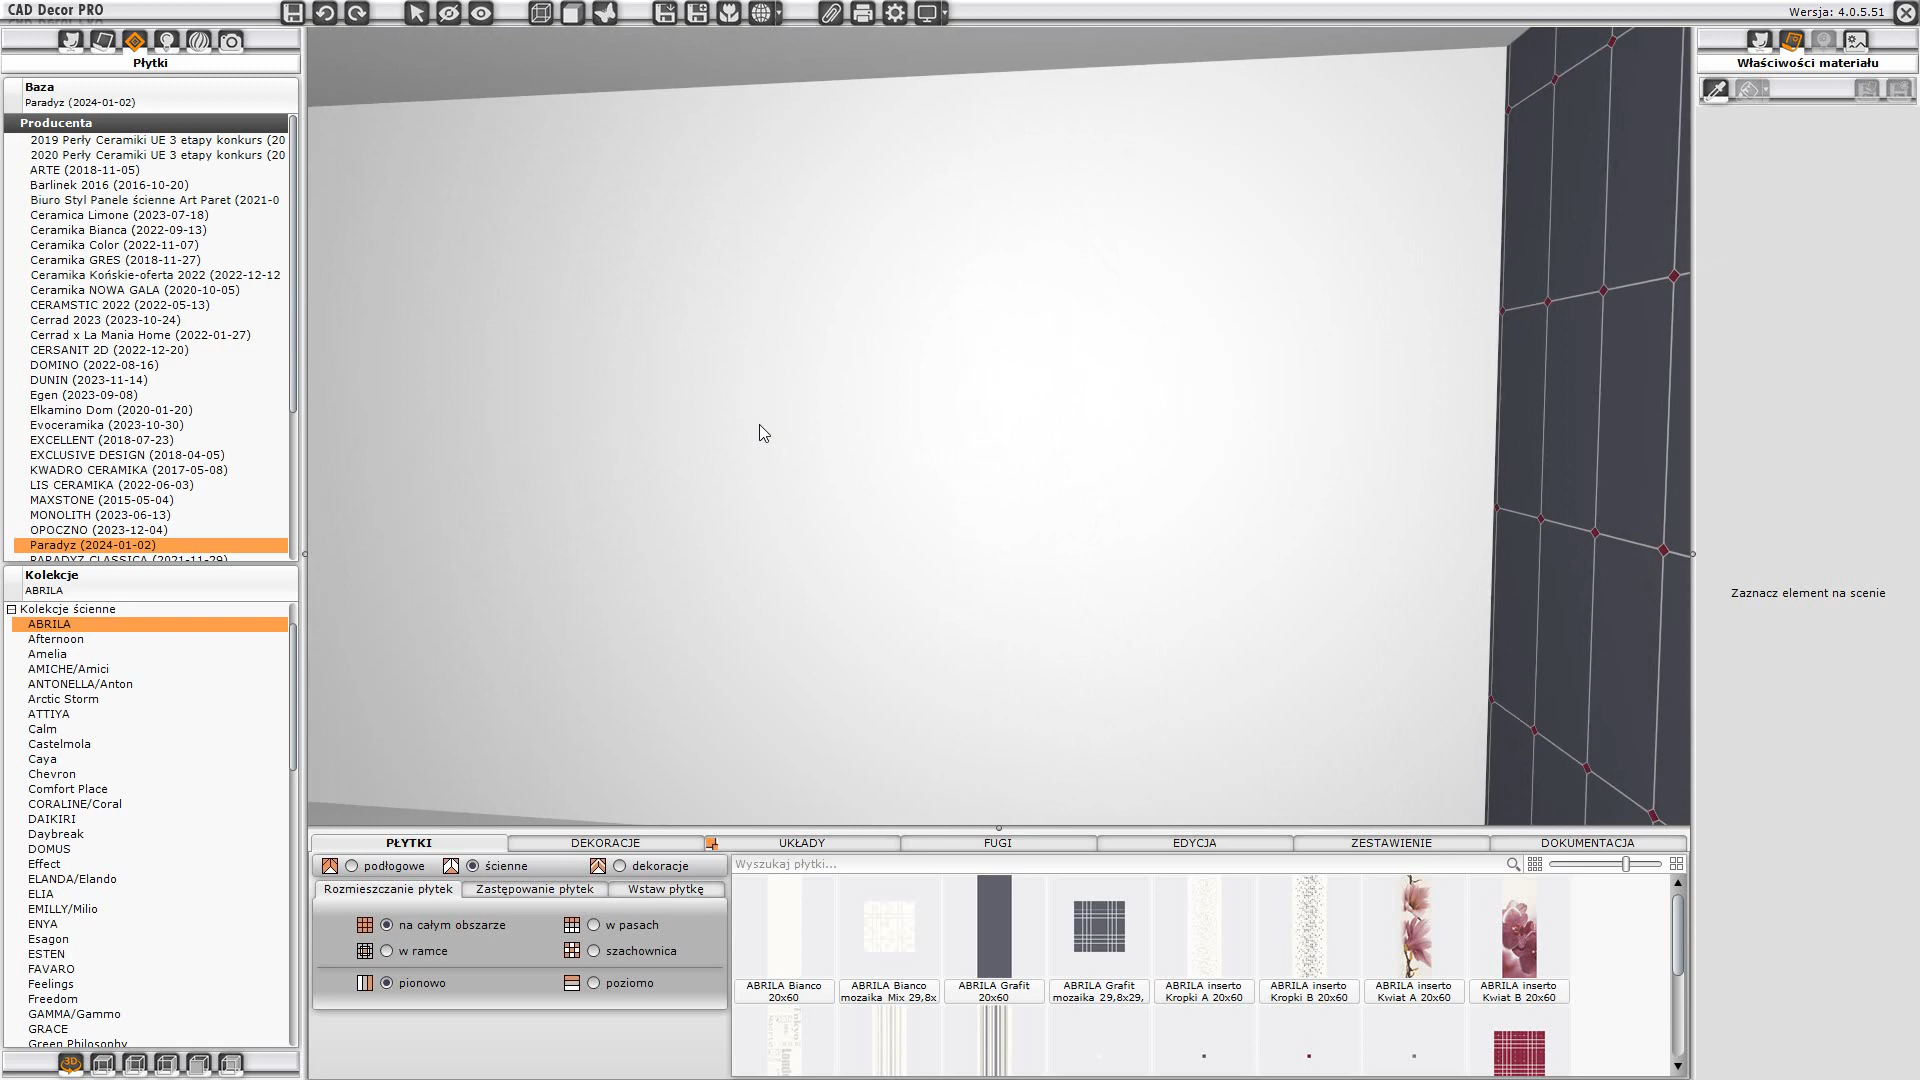 CAD Decor PRO
Wersja: 4.0.5.51
Płytki
Właściwości materiału
Baza
Paradyz (2024-01-02)
Producenta
2019 Perły Ceramiki UE 3 etapy konkurs (20
2020 Perły Ceramiki UE 3 etapy konkurs (20
ARTE (2018-11-05)
Barlinek 2016 (2016-10-20)
Biuro Styl Panele ścienne Art Paret (2021-0
Ceramica Limone (2023-07-18)
Ceramika Bianca (2022-09-13)
Ceramika Color (2022-11-07)
Ceramika GRES (2018-11-27)
Ceramika Końskie-oferta 2022 (2022-12-12
Ceramika NOWA GALA (2020-10-05)
CERAMSTIC 2022 (2022-05-13)
Cerrad 2023 (2023-10-24)
Cerrad x La Mania Home (2022-01-27)
CERSANIT 2D (2022-12-20)
DOMINO (2022-08-16)
DUNIN (2023-11-14)
Egen (2023-09-08)
Elkamino Dom (2020-01-20)
Evoceramika (2023-10-30)
EXCELLENT (2018-07-23)
EXCLUSIVE DESIGN (2018-04-05)
KWADRO CERAMIKA (2017-05-08)
LIS CERAMIKA (2022-06-03)
MAXSTONE (2015-05-04)
MONOLITH (2023-06-13)
OPOCZNO (2023-12-04)
Paradyz (2024-01-02)
PARADYZ CLASSICA (2021-11-29)
Kolekcje
ABRILA
Kolekcje ścienne
ABRILA
Afternoon
Amelia
AMICHE/Amici
ANTONELLA/Anton
Arctic Storm
ATTIYA
Calm
Castelmola
Caya
Chevron
Comfort Place
CORALINE/Coral
DAIKIRI
Daybreak
DOMUS
Effect
ELANDA/Elando
ELIA
EMILLY/Milio
ENYA
Esagon
ESTEN
FAVARO
Feelings
Freedom
GAMMA/Gammo
GRACE
Green Philosophy
3D
Zaznacz element na scenie
PŁYTKI
DEKORACJE
UKŁADY
FUGI
EDYCJA
ZESTAWIENIE
DOKUMENTACJA
podłogowe
ścienne
dekoracje
Wyszukaj płytki...
Rozmieszczanie płytek
Zastępowanie płytek
Wstaw płytkę
na całym obszarze
w pasach
w ramce
szachownica
pionowo
poziomo
ABRILA Bianco
20x60
ABRILA Bianco
mozaika Mix 29,8x
ABRILA Grafit
20x60
ABRILA Grafit
mozaika 29,8x29,
ABRILA inserto
Kropki A 20x60
ABRILA inserto
Kropki B 20x60
ABRILA inserto
Kwiat A 20x60
ABRILA inserto
Kwiat B 20x60